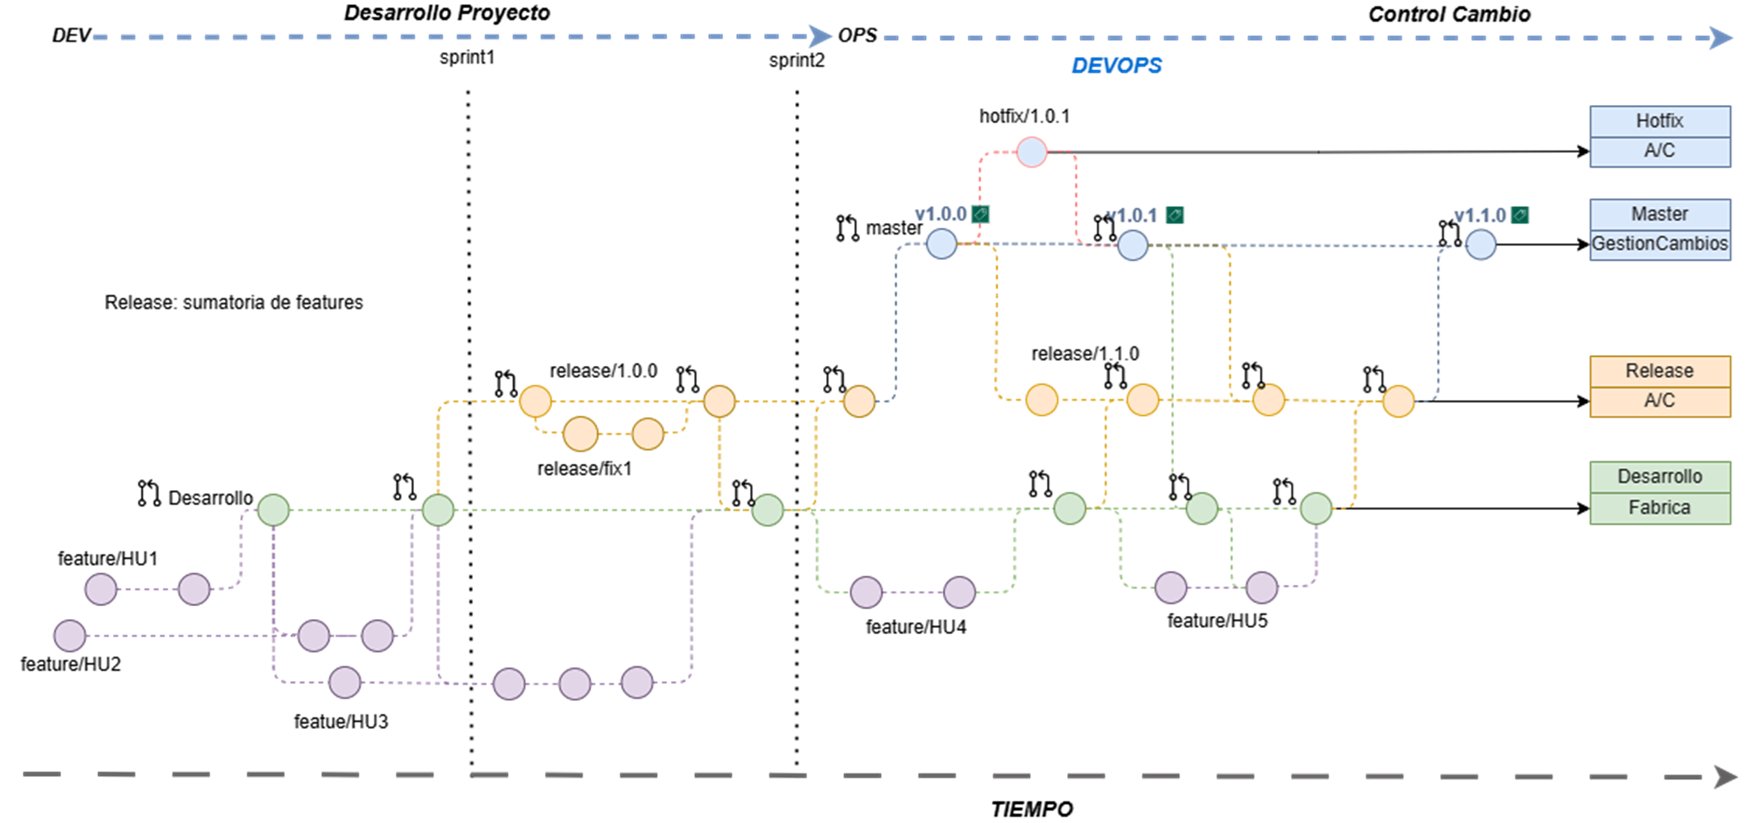 Desarrollo Proyecto
Control Cambio
DEV
OPS
sprint1
sprint2
DEVOPS
hotfix/1.0.1
Hotfix
A/C
v1.0.0
v1.0.1
v1.1.0
master
Master
GestionCambios
Release: sumatoria de features
release/1.0.0
release/1.1.0
Release
A/C
release/fix1
Desarrollo
Desarrollo
Fabrica
feature/HU1
feature/HU2
featue/HU3
feature/HU4
feature/HU5
TIEMPO